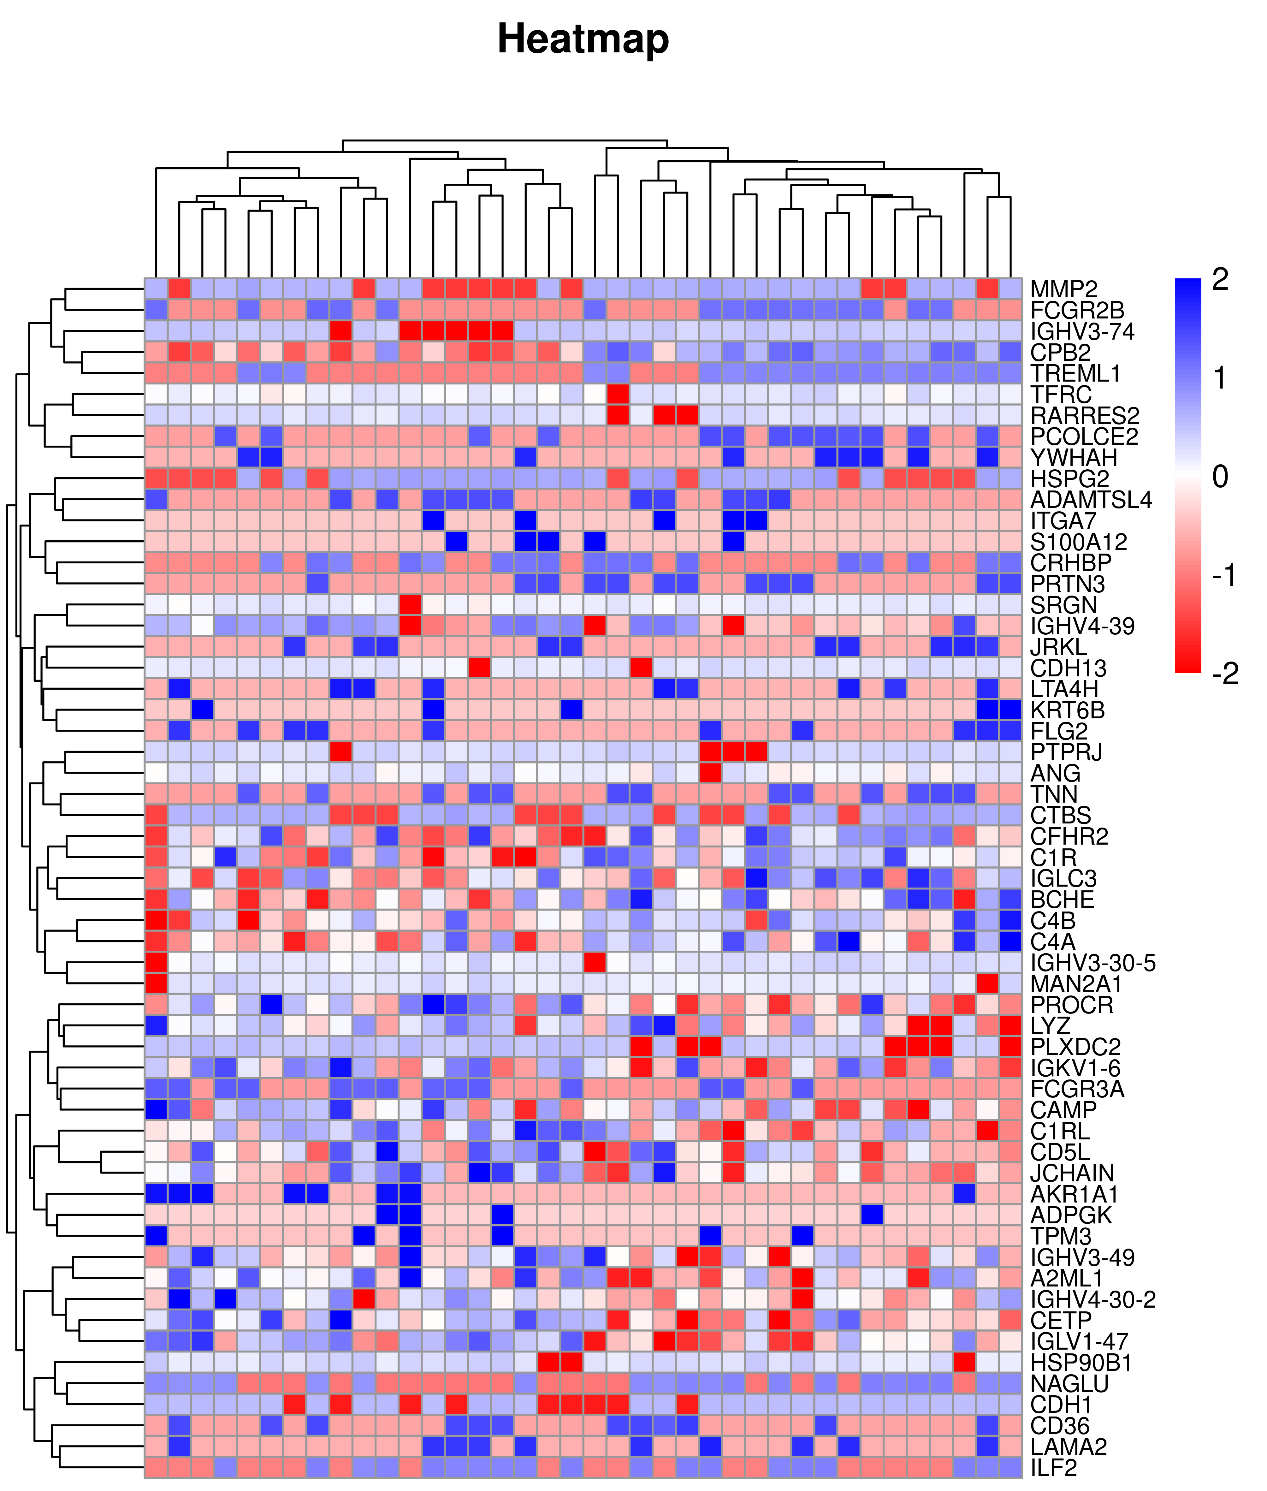 Heatmap
MMP2
FCGR2B
IGHV3-74
CPB2
TREML1
TFRC
RARRES2
PCOLCE2
YWHAH
HSPG2
ADAMTSL4
ITGA7
S100A12
CRHBP
PRTN3
SRGN
IGHV4-39
JRKL
CDH13
LTA4H
KRT6B
FLG2
PTPRJ
ANG
TNN
CTBS
CFHR2
C1R
IGLC3
BCHE
C4B
C4A
IGHV3-30-5
MAN2A1
PROCR
LYZ
PLXDC2
IGKV1-6
FCGR3A
CAMP
C1RL
CD5L
JCHAIN
AKR1A1
ADPGK
TPM3
IGHV3-49
A2ML1
IGHV4-30-2
CETP
IGLV1-47
HSP90B1
NAGLU
CDH1
CD36
LAMA2
ILF2
2
1
0
-1
-2